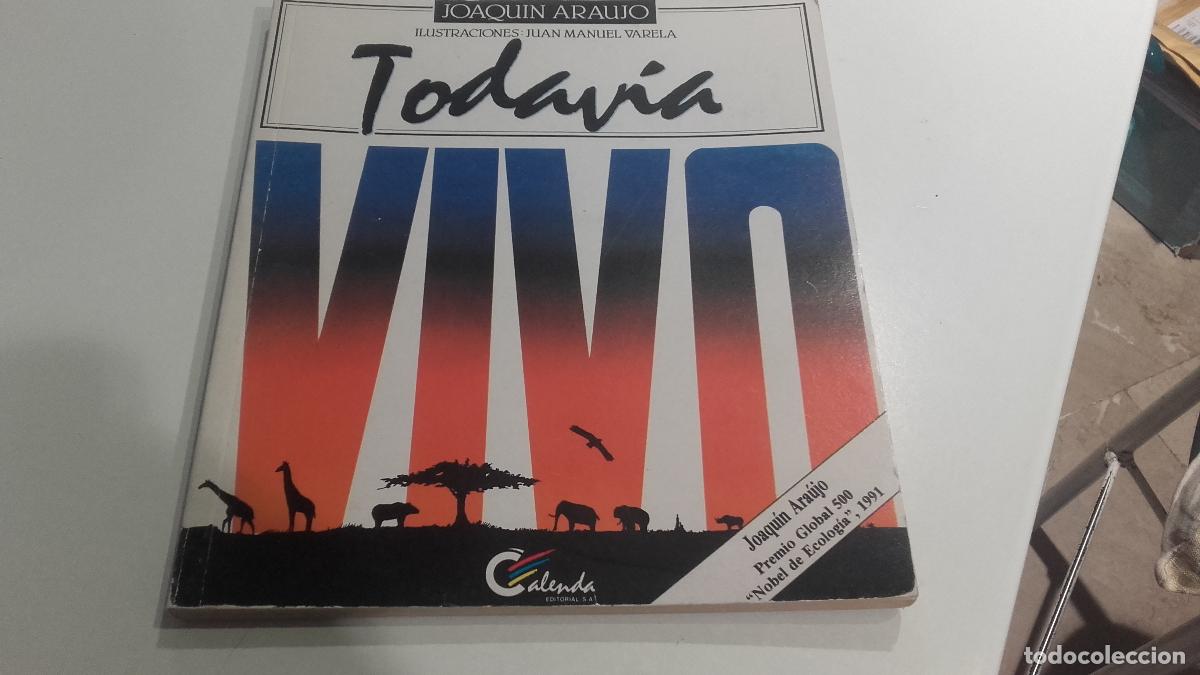 JOAQUIN ARAUJO
ILUSTRACIONES: JUAN MANUEL VARELA
Todavía
VIVO
Joaquín Araújo
Premio Global 500
"Nobel de Ecología", 1991
Calenda
EDITORIAL S.A.
todocoleccion